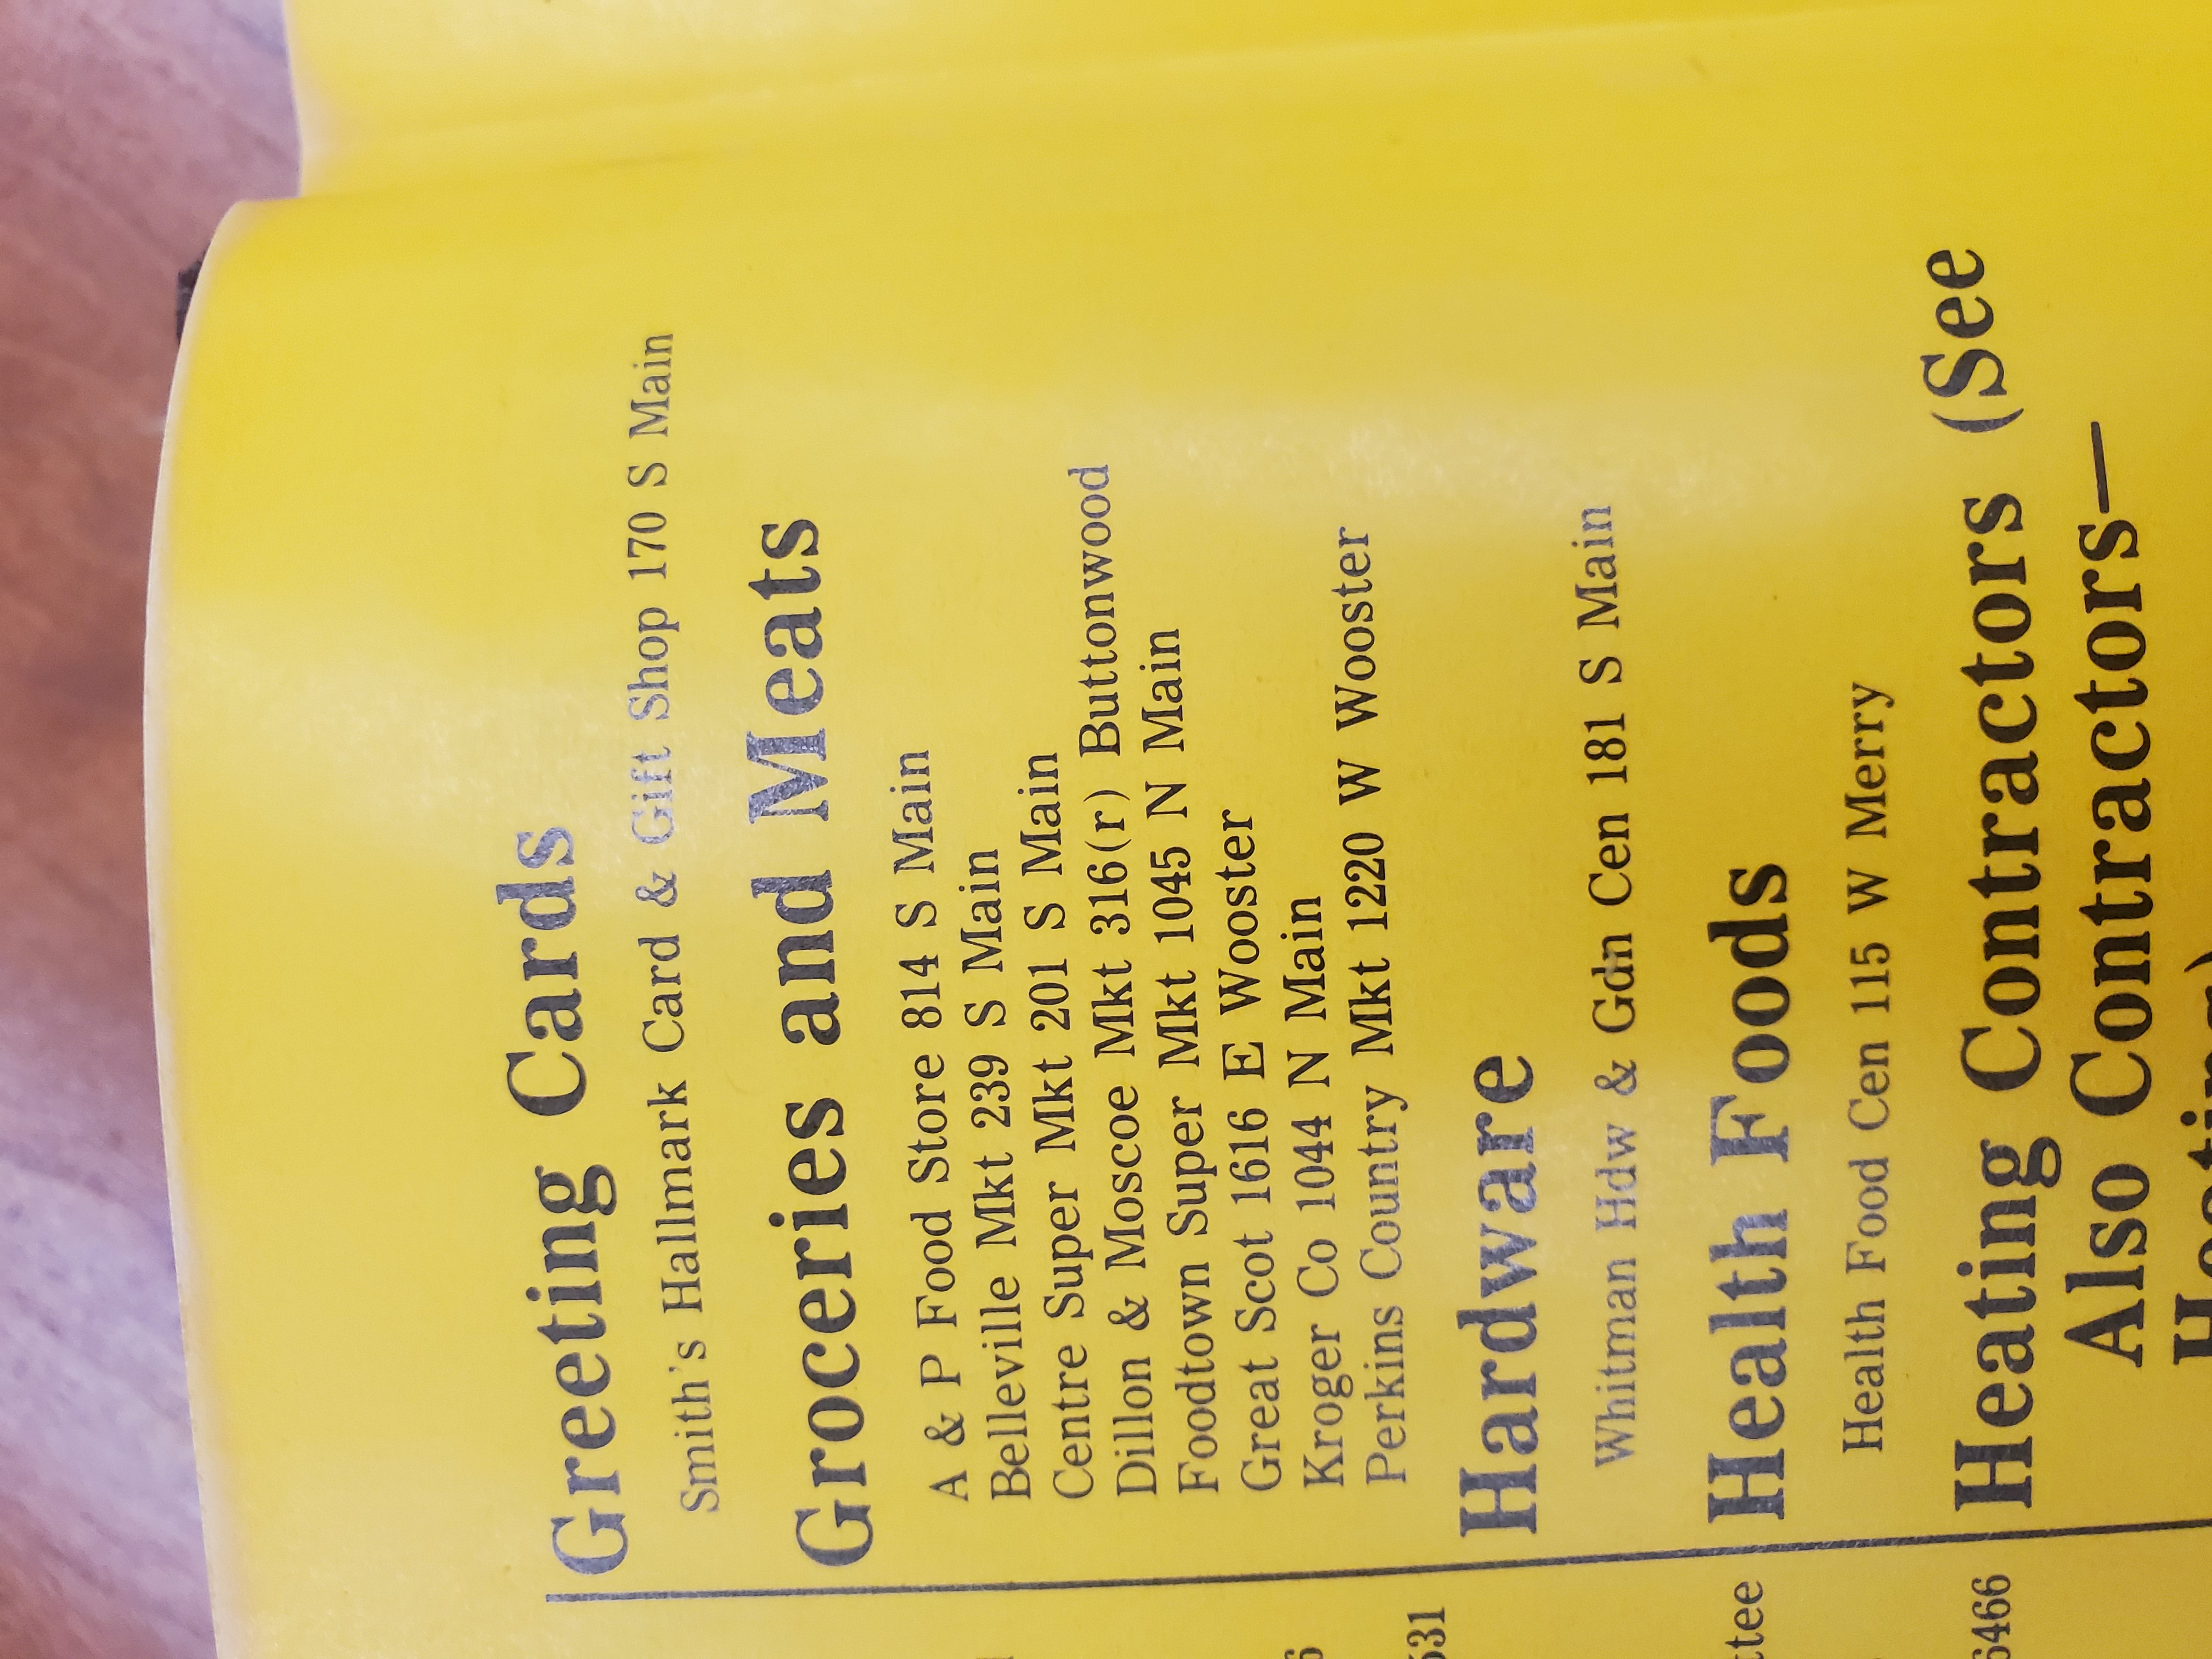 Greeting Cards
Smith's Hallmark Card & Gift Shop 170 S Main
Groceries and Meats
A & P Food Store 814 S Main
Belleville Mkt 239 S Main
Centre Super Mkt 201 S Main
Dillon & Moscoe Mkt 316(r) Buttonwood
Foodtown Super Mkt 1045 N Main
Great Scot 1616 E Wooster
Kroger Co 1044 N Main
Perkins Country Mkt 1220 W Wooster
Hardware
Whitman Hdw & Gdn Cen 181 S Main
Health Foods
Health Food Cen 115 W Merry
Heating Contractors (See
Also Contractors—